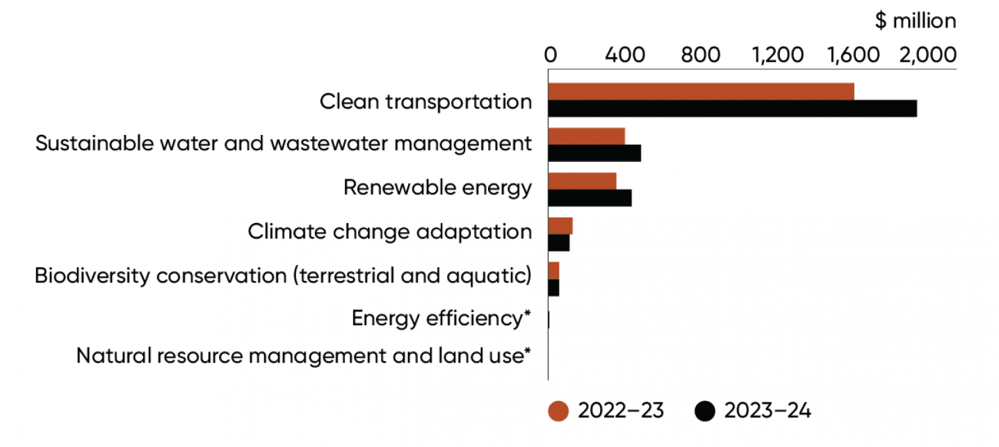 $ million
0 400 800 1,200 1,600 2,000
Clean transportation
Sustainable water and wastewater management
Renewable energy
Climate change adaptation
Biodiversity conservation (terrestrial and aquatic)
Energy efficiency*
Natural resource management and land use*
2022–23 2023–24